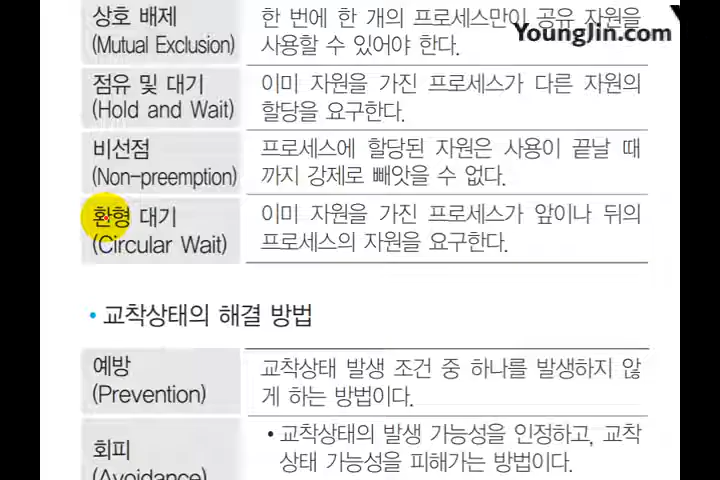 상호 배제
(Mutual Exclusion)
한 번에 한 개의 프로세스만이 공유 자원을
사용할 수 있어야 한다.
YoungJin.com
점유 및 대기
(Hold and Wait)
이미 자원을 가진 프로세스가 다른 자원의
할당을 요구한다.
비선점
(Non-preemption)
프로세스에 할당된 자원은 사용이 끝날 때
까지 강제로 빼앗을 수 없다.
환형 대기
(Circular Wait)
이미 자원을 가진 프로세스가 앞이나 뒤의
프로세스의 자원을 요구한다.
• 교착상태의 해결 방법
예방
(Prevention)
교착상태 발생 조건 중 하나를 발생하지 않
게 하는 방법이다.
회피
(Avoidance)
• 교착상태의 발생 가능성을 인정하고, 교착
상태 가능성을 피해가는 방법이다.